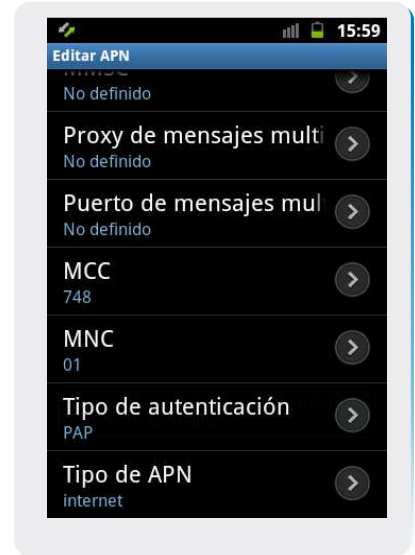 15:59
Editar APN
MMSC
No definido
Proxy de mensajes multi
No definido
Puerto de mensajes mul
No definido
MCC
748
MNC
01
Tipo de autenticación
PAP
Tipo de APN
internet